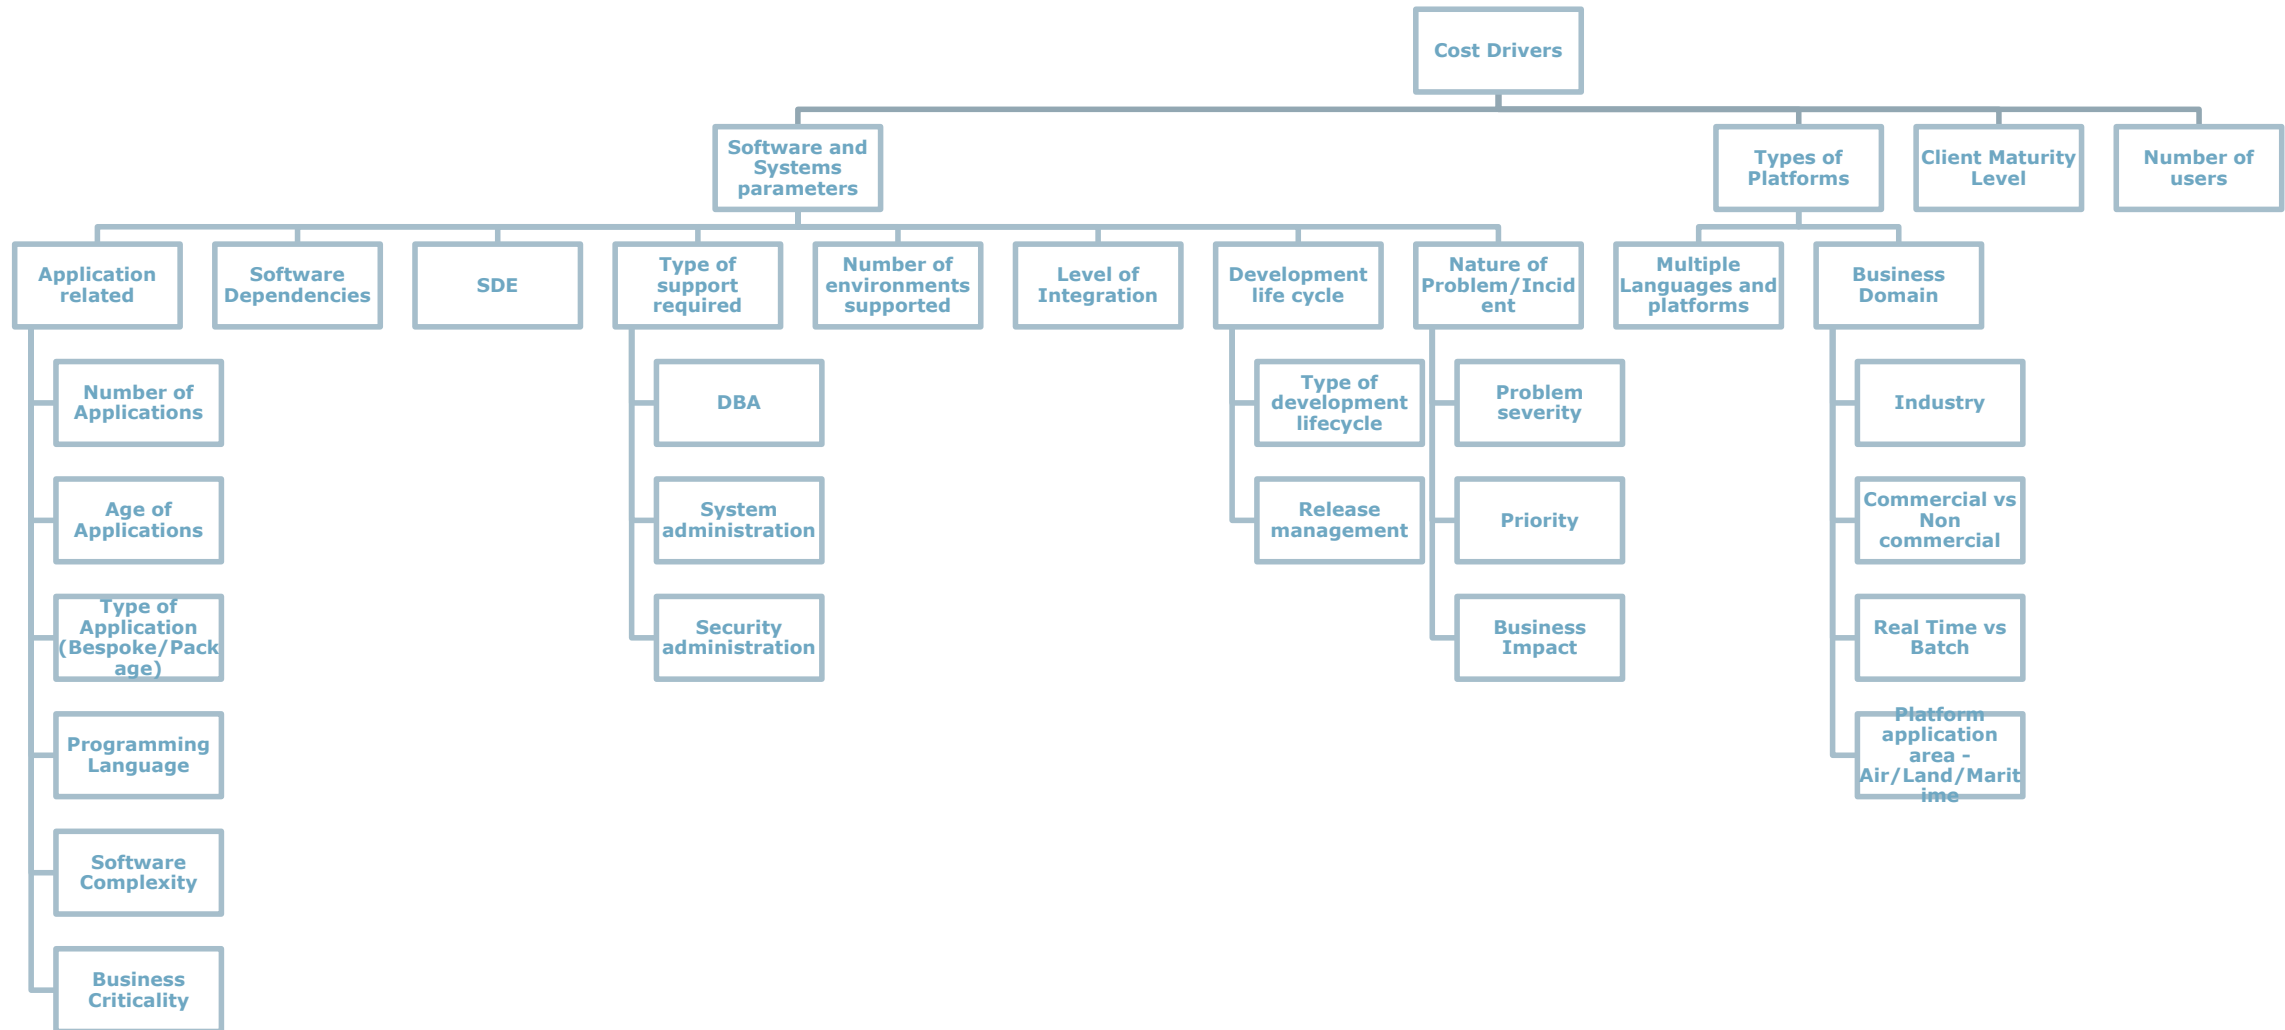 Cost Drivers
Software and
Systems
parameters
Types of
Platforms
Client Maturity
Level
Number of
users
Application
related
Software
Dependencies
SDE
Type of
support
required
Number of
environments
supported
Level of
Integration
Development
life cycle
Nature of
Problem/Incid
ent
Multiple
Languages and
platforms
Business
Domain
Number of
Applications
Age of
Applications
Type of
Application
(Bespoke/Pack
age)
Programming
Language
Software
Complexity
Business
Criticality
DBA
System
administration
Security
administration
Type of
development
lifecycle
Release
management
Problem
severity
Priority
Business
Impact
Industry
Commercial vs
Non
commercial
Real Time vs
Batch
Platform
application
area -
Air/Land/Marit
ime